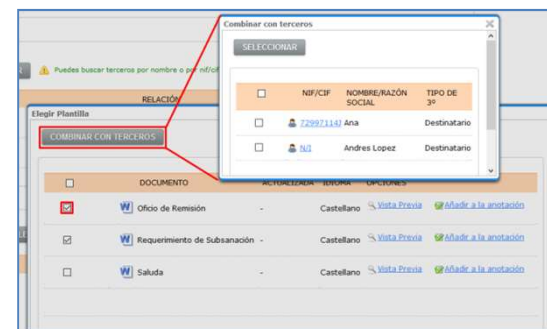 Combinar con terceros
SELECCIONAR
Puedes buscar terceros por nombre o por nif/cif
NIF/CIF NOMBRE/RAZÓN SOCIAL TIPO DE 3º
Ana Destinatario
N/I Andres Lopez Destinatario
RELACIÓN
Elegir Plantilla
COMBINAR CON TERCEROS
DOCUMENTO ACTUALIZADA IDIOMA OPCIONES
Oficio de Remisión - Castellano Vista Previa Añadir a la anotación
Requerimiento de Subsanación - Castellano Vista Previa Añadir a la anotación
Saluda - Castellano Vista Previa Añadir a la anotación